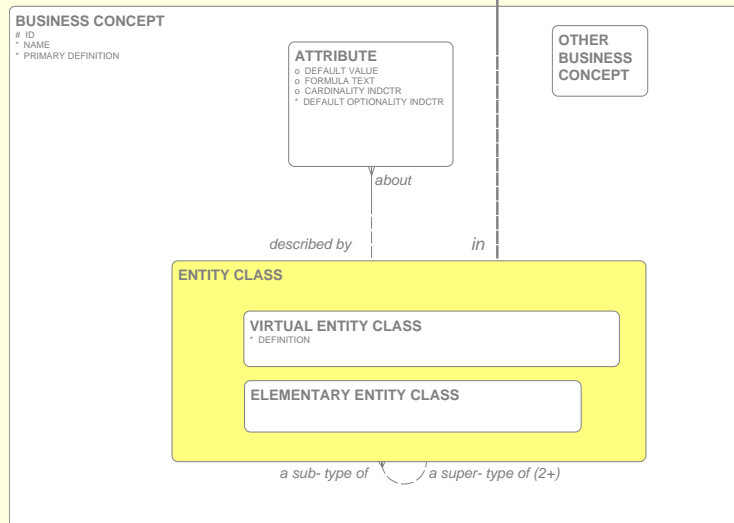 BUSINESS CONCEPT
# ID
* NAME
* PRIMARY DEFINITION
ATTRIBUTE
o DEFAULT VALUE
o FORMULA TEXT
o CARDINALITY INDCTR
* DEFAULT OPTIONALITY INDCTR
OTHER
BUSINESS
CONCEPT
about
described by
in
ENTITY CLASS
VIRTUAL ENTITY CLASS
* DEFINITION
ELEMENTARY ENTITY CLASS
a sub- type of
a super- type of (2+)